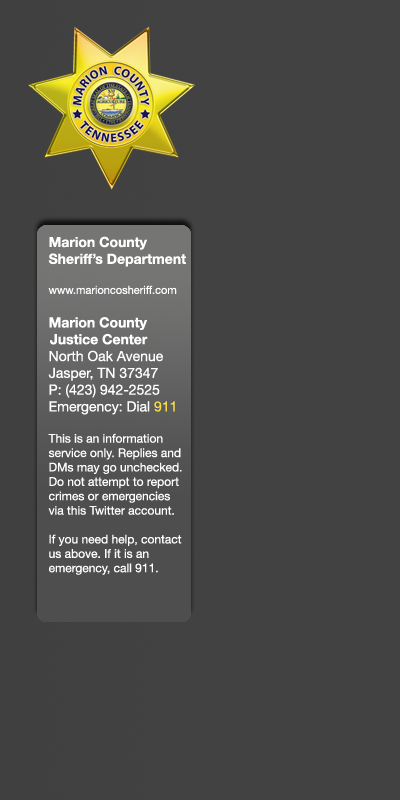 MARION COUNTY
TENNESSEE
AGRICULTURE
Marion County
Sheriff's Department
www.marioncosheriff.com
Marion County
Justice Center
North Oak Avenue
Jasper, TN 37347
P: (423) 942-2525
Emergency: Dial 911
This is an information
service only. Replies and
DMs may go unchecked.
Do not attempt to report
crimes or emergencies
via this Twitter account.
If you need help, contact
us above. If it is an
emergency, call 911.